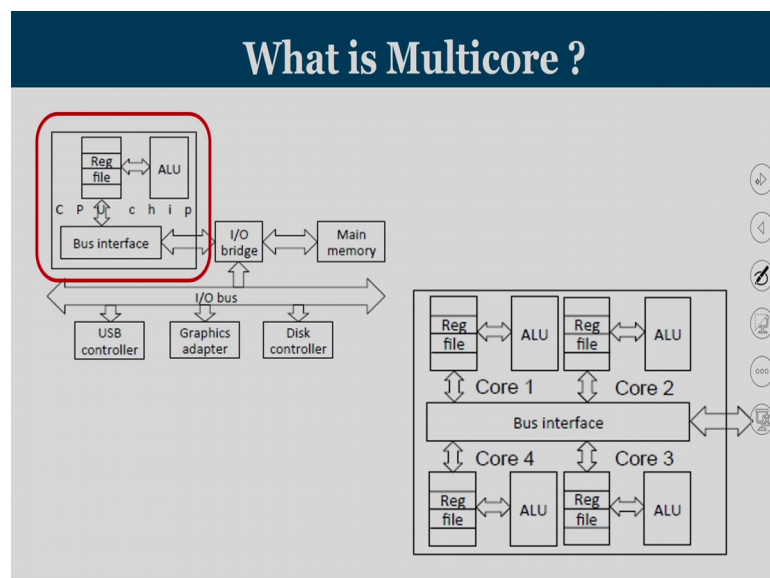 What is Multicore ?
Reg
file
ALU
C P U c h i p
Bus interface
I/O
bridge
Main
memory
I/O bus
USB
controller
Graphics
adapter
Disk
controller
Reg
file
ALU
Reg
file
ALU
Core 1
Core 2
Bus interface
Core 4
Core 3
Reg
file
ALU
Reg
file
ALU